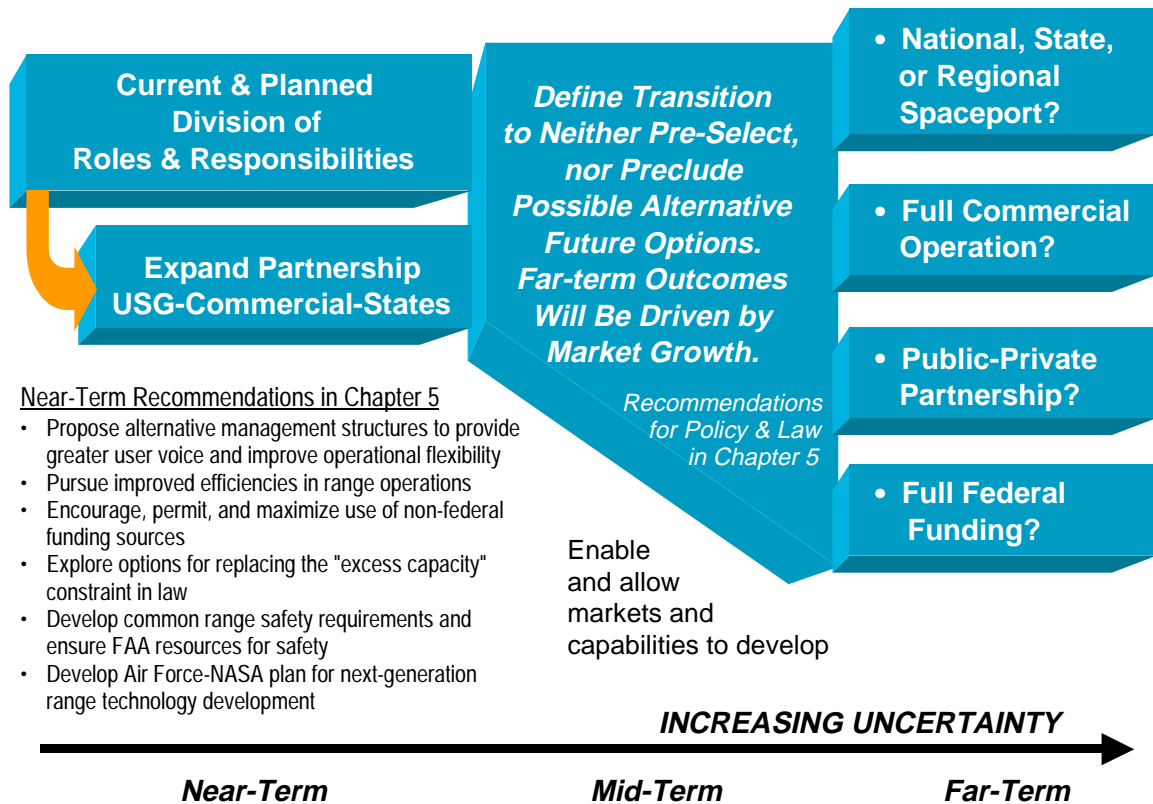 Current & Planned
Division of
Roles & Responsibilities
Expand Partnership
USG-Commercial-States
Near-Term Recommendations in Chapter 5
• Propose alternative management structures to provide
greater user voice and improve operational flexibility
• Pursue improved efficiencies in range operations
• Encourage, permit, and maximize use of non-federal
funding sources
• Explore options for replacing the "excess capacity"
constraint in law
• Develop common range safety requirements and
ensure FAA resources for safety
• Develop Air Force-NASA plan for next-generation
range technology development
Define Transition
to Neither Pre-Select,
nor Preclude
Possible Alternative
Future Options.
Far-term Outcomes
Will Be Driven by
Market Growth.
Recommendations
for Policy & Law
in Chapter 5
Enable
and allow
markets and
capabilities to develop
• National, State,
or Regional
Spaceport?
• Full Commercial
Operation?
• Public-Private
Partnership?
• Full Federal
Funding?
INCREASING UNCERTAINTY
Near-Term
Mid-Term
Far-Term